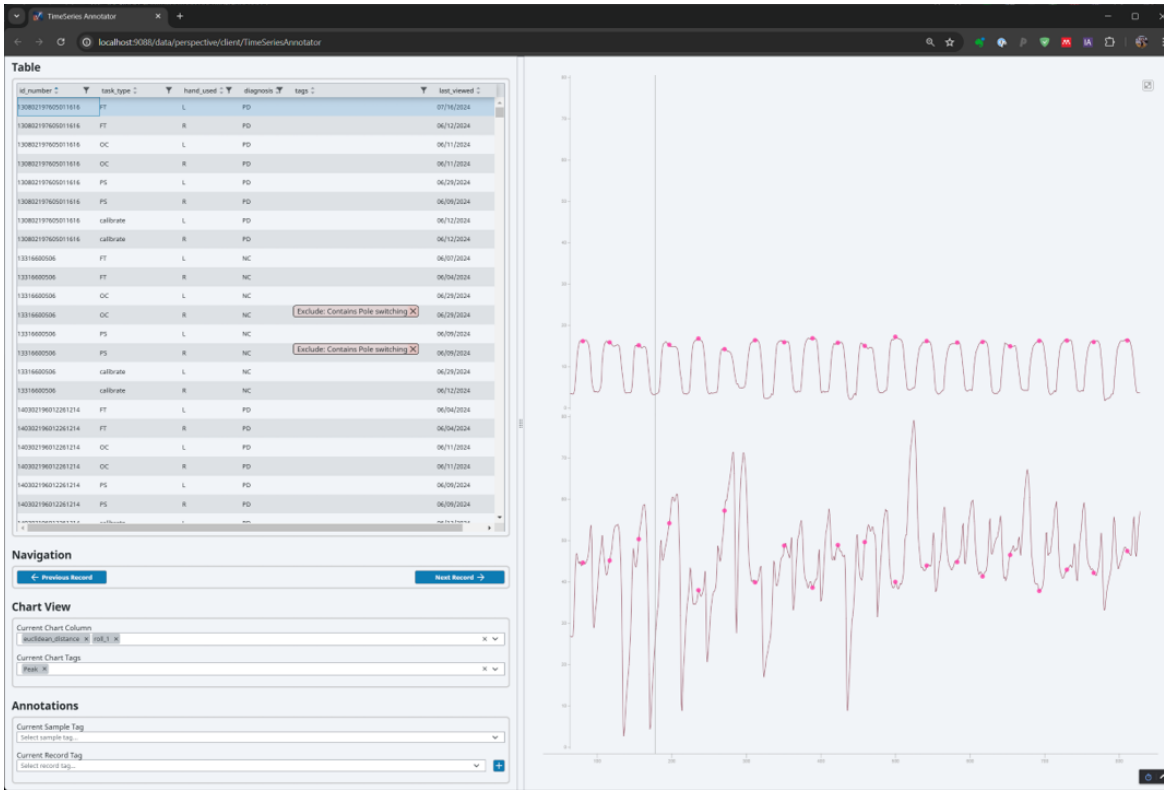 TimeSeries Annotator
localhost:9088/data/perspective/client/TimeSeriesAnnotator
Table
id_number task_type hand_used diagnosis tags last_viewed
130802197605011616 FT L PD 07/16/2024
130802197605011616 FT R PD 06/12/2024
130802197605011616 OC L PD 06/11/2024
130802197605011616 OC R PD 06/11/2024
130802197605011616 PS L PD 06/29/2024
130802197605011616 PS R PD 06/09/2024
130802197605011616 calibrate L PD 06/12/2024
130802197605011616 calibrate R PD 06/12/2024
13316600506 FT L NC 06/07/2024
13316600506 FT R NC 06/04/2024
13316600506 OC L NC 06/29/2024
13316600506 OC R NC Exclude: Contains Pole switching 06/29/2024
13316600506 PS L NC 06/09/2024
13316600506 PS R NC Exclude: Contains Pole switching 06/09/2024
13316600506 calibrate L NC 06/29/2024
13316600506 calibrate R NC 06/12/2024
140302196012261214 FT L PD 06/04/2024
140302196012261214 FT R PD 06/04/2024
140302196012261214 OC L PD 06/11/2024
140302196012261214 OC R PD 06/11/2024
140302196012261214 PS L PD 06/09/2024
140302196012261214 PS R PD 06/09/2024
Navigation
← Previous Record Next Record →
Chart View
Current Chart Column
euclidean_distance roll_1
Current Chart Tags
Peak
Annotations
Current Sample Tag
Select sample tag...
Current Record Tag
Select record tag...